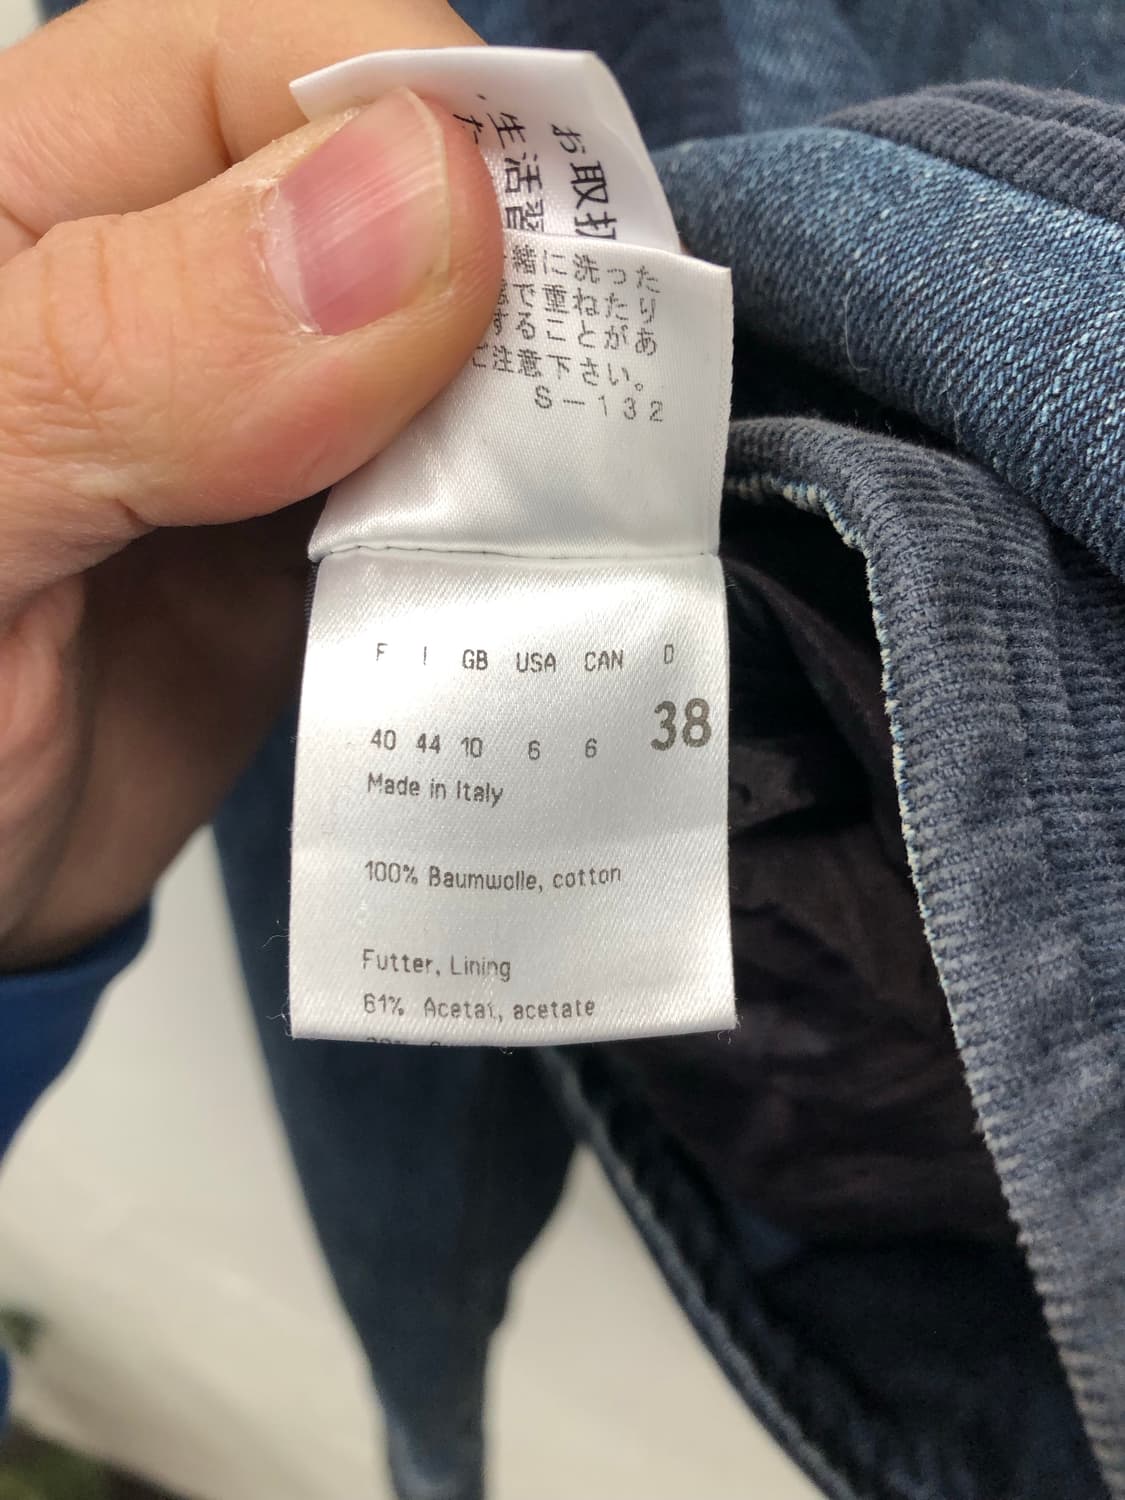 お取扱
生活習
た
緒に洗った
で重ねたり
することがあ
ご注意下さい。
S-132
F I GB USA CAN D
40 44 10 6 6 38
Made in Italy
100% Baumwolle, cotton
Futter, Lining
61% Acetat, acetate